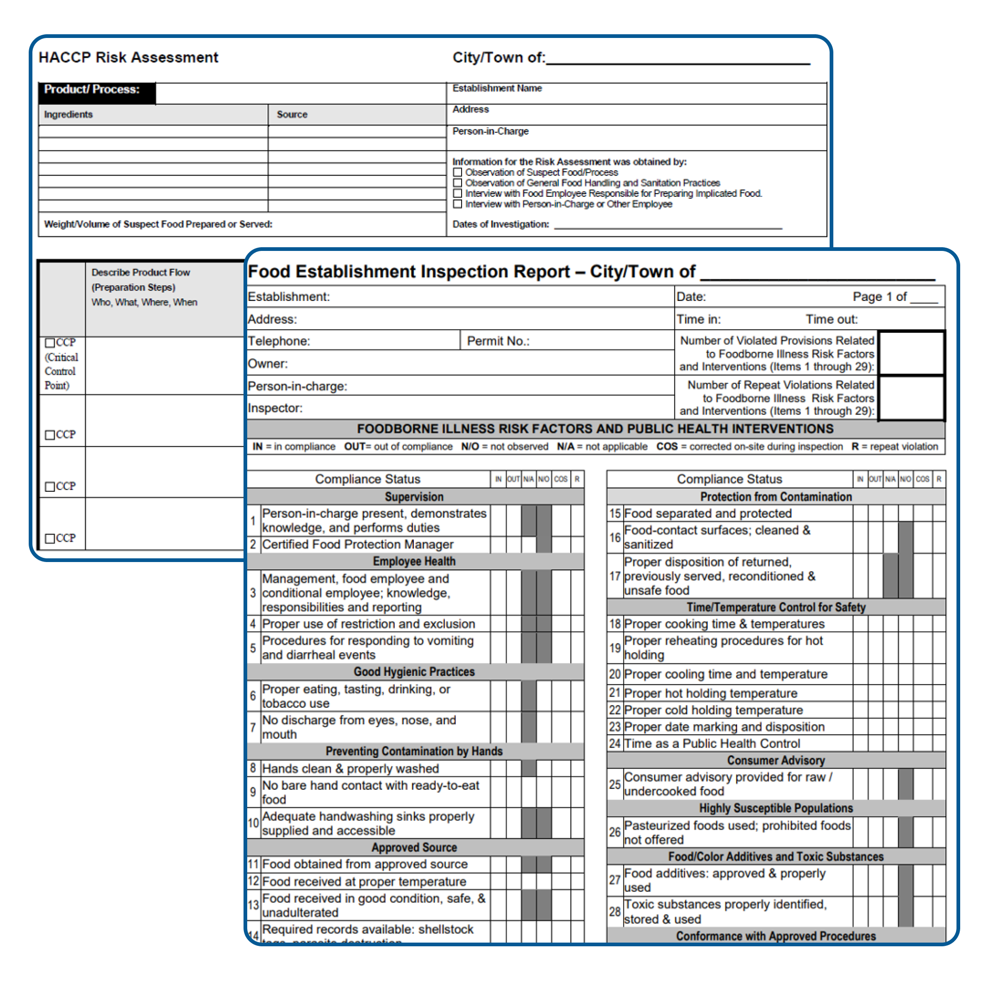 HACCP Risk Assessment
City/Town of:
Product/ Process:
Establishment Name
Ingredients
Source
Address
Person-in-Charge
Information for the Risk Assessment was obtained by:
Observation of Suspect Food/Process
Observation of General Food Handling and Sanitation Practices
Interview with Food Employee Responsible for Preparing Implicated Food.
Interview with Person-in-Charge or Other Employee
Weight/Volume of Suspect Food Prepared or Served:
Dates of Investigation:
Describe Product Flow
(Preparation Steps)
Who, What, Where, When
CCP
(Critical
Control
Point)
CCP
CCP
CCP
Food Establishment Inspection Report – City/Town of
Establishment:
Date:
Page 1 of
Address:
Time in:
Time out:
Telephone:
Permit No.:
Number of Violated Provisions Related
to Foodborne Illness Risk Factors
and Interventions (Items 1 through 29):
Owner:
Person-in-charge:
Number of Repeat Violations Related
to Foodborne Illness Risk Factors
and Interventions (Items 1 through 29):
Inspector:
FOODBORNE ILLNESS RISK FACTORS AND PUBLIC HEALTH INTERVENTIONS
IN = in compliance OUT= out of compliance N/O = not observed N/A = not applicable COS = corrected on-site during inspection R = repeat violation
Compliance Status IN OUT N/A N/O COS R
Supervision
1 Person-in-charge present, demonstrates
knowledge, and performs duties
2 Certified Food Protection Manager
Employee Health
3 Management, food employee and
conditional employee; knowledge,
responsibilities and reporting
4 Proper use of restriction and exclusion
5 Procedures for responding to vomiting
and diarrheal events
Good Hygienic Practices
6 Proper eating, tasting, drinking, or
tobacco use
7 No discharge from eyes, nose, and
mouth
Preventing Contamination by Hands
8 Hands clean & properly washed
9 No bare hand contact with ready-to-eat
food
10 Adequate handwashing sinks properly
supplied and accessible
Approved Source
11 Food obtained from approved source
12 Food received at proper temperature
13 Food received in good condition, safe, &
unadulterated
14 Required records available: shellstock
tags, parasite destruction
Compliance Status IN OUT N/A N/O COS R
Protection from Contamination
15 Food separated and protected
16 Food-contact surfaces; cleaned &
sanitized
17 Proper disposition of returned,
previously served, reconditioned &
unsafe food
Time/Temperature Control for Safety
18 Proper cooking time & temperatures
19 Proper reheating procedures for hot
holding
20 Proper cooling time and temperature
21 Proper hot holding temperature
22 Proper cold holding temperature
23 Proper date marking and disposition
24 Time as a Public Health Control
Consumer Advisory
25 Consumer advisory provided for raw /
undercooked food
Highly Susceptible Populations
26 Pasteurized foods used; prohibited foods
not offered
Food/Color Additives and Toxic Substances
27 Food additives: approved & properly
used
28 Toxic substances properly identified,
stored & used
Conformance with Approved Procedures